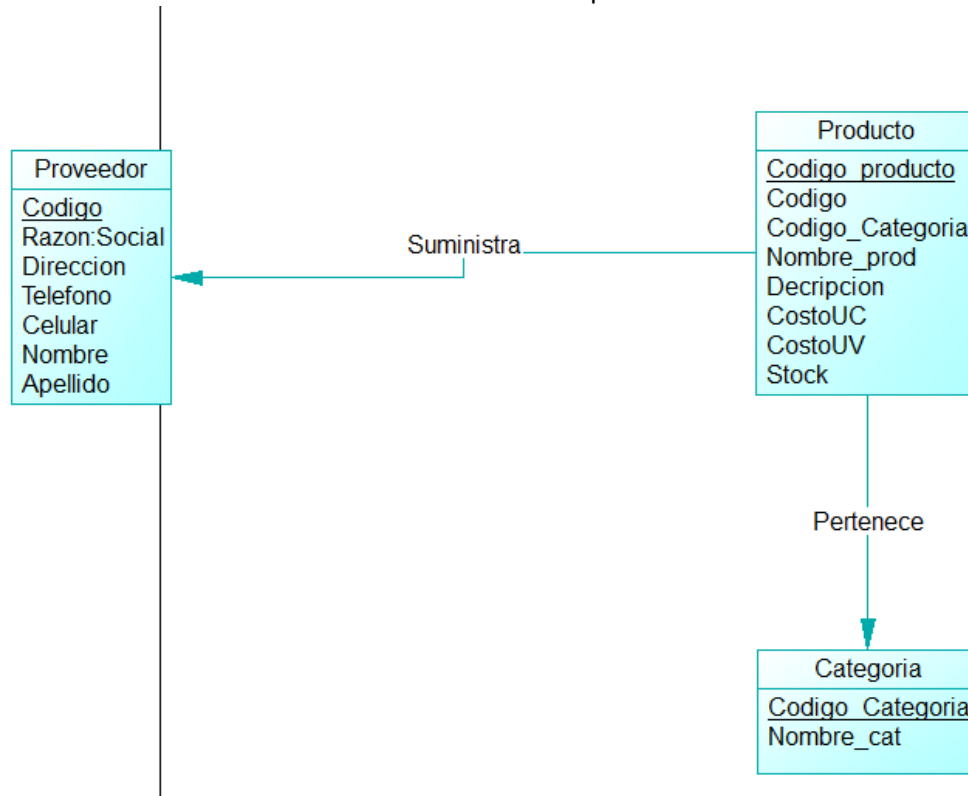 Proveedor
Codigo
Razon:Social
Direccion
Telefono
Celular
Nombre
Apellido
Suministra
Producto
Codigo_producto
Codigo
Codigo_Categoria
Nombre_prod
Decripcion
CostoUC
CostoUV
Stock
Pertenece
Categoria
Codigo_Categoria
Nombre_cat